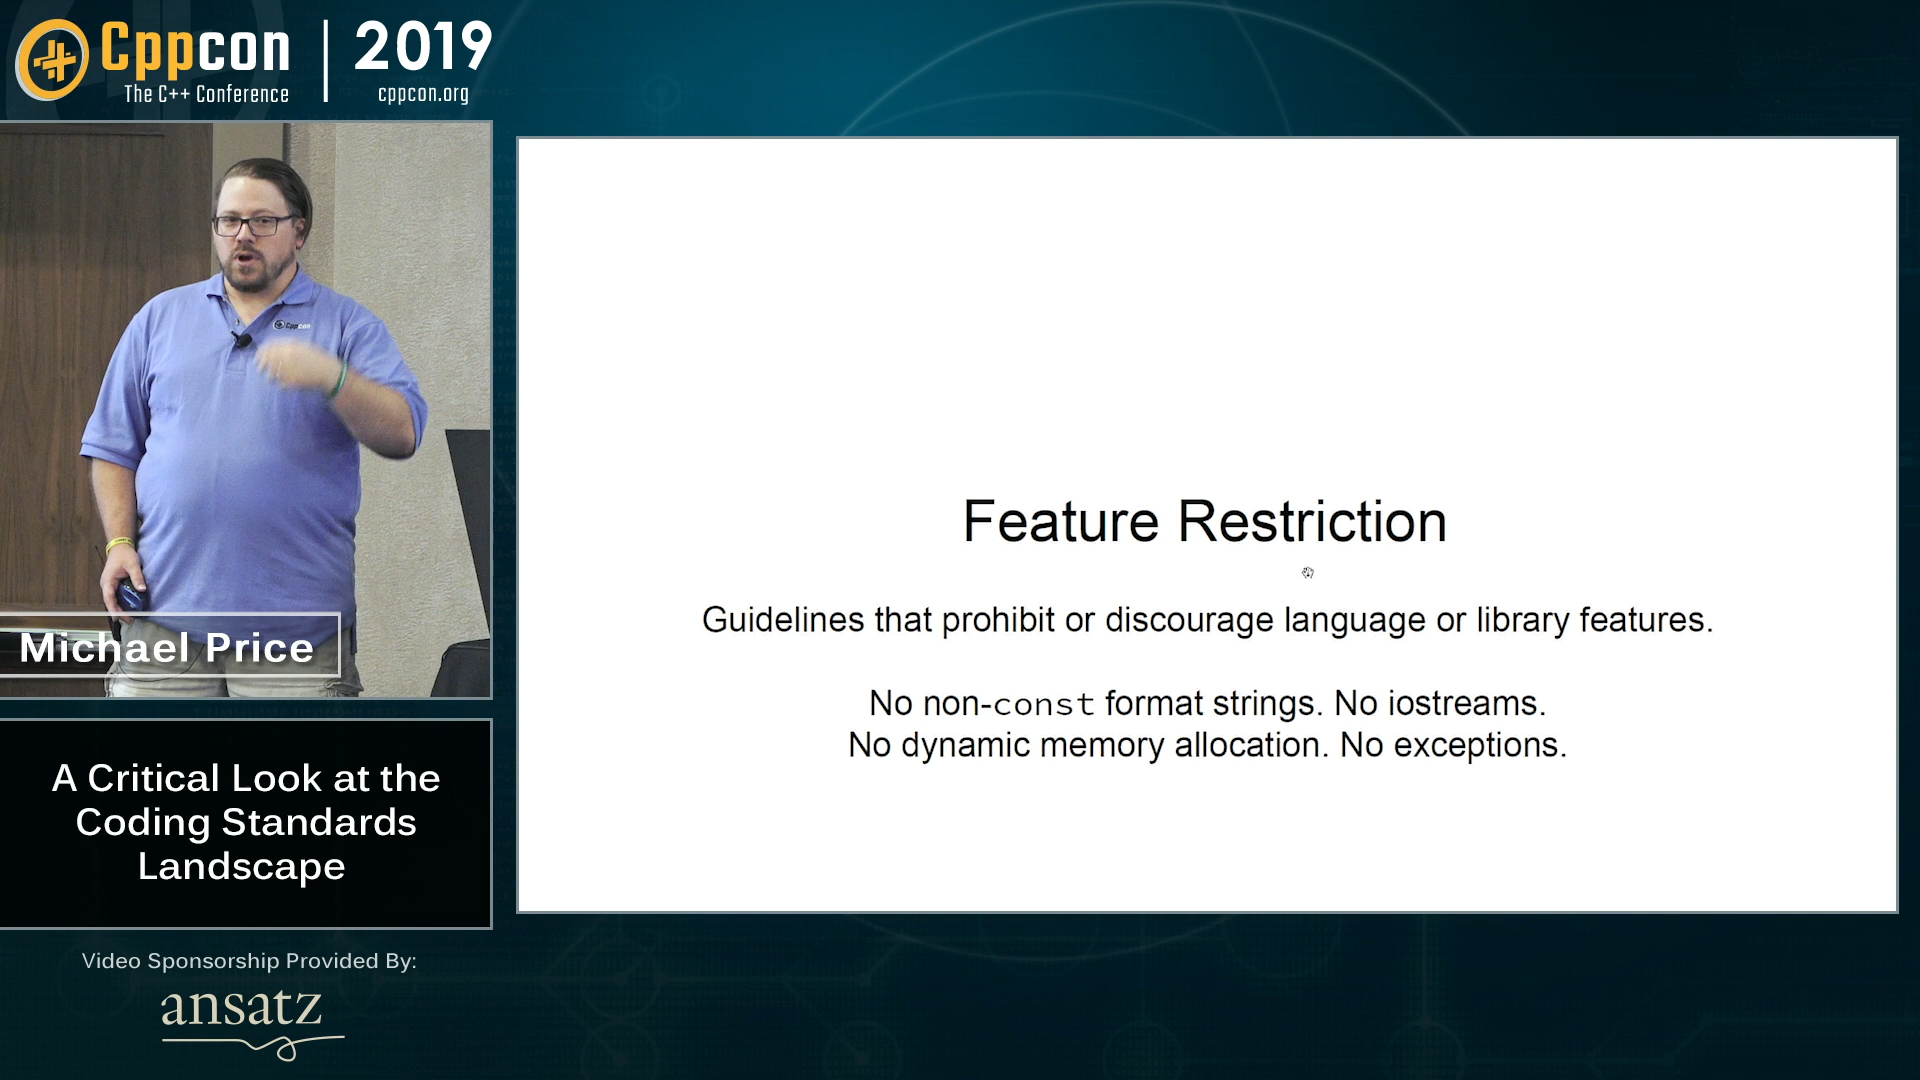 Cppcon
The C++ Conference
2019
cppcon.org
Cppcon
Michael Price
A Critical Look at the
Coding Standards
Landscape
Video Sponsorship Provided By:
ansatz
Feature Restriction
Guidelines that prohibit or discourage language or library features.
No non-const format strings. No iostreams.
No dynamic memory allocation. No exceptions.